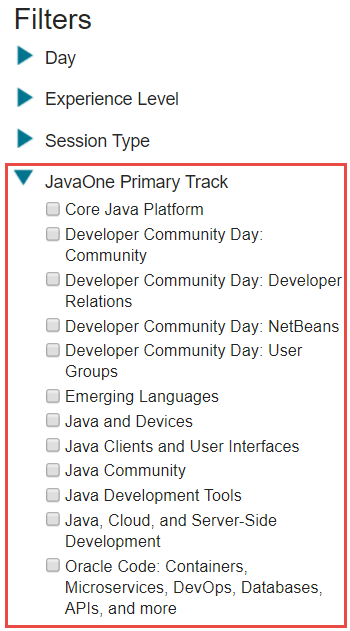 Filters
Day
Experience Level
Session Type
JavaOne Primary Track
Core Java Platform
Developer Community Day:
Community
Developer Community Day: Developer
Relations
Developer Community Day: NetBeans
Developer Community Day: User
Groups
Emerging Languages
Java and Devices
Java Clients and User Interfaces
Java Community
Java Development Tools
Java, Cloud, and Server-Side
Development
Oracle Code: Containers,
Microservices, DevOps, Databases,
APIs, and more